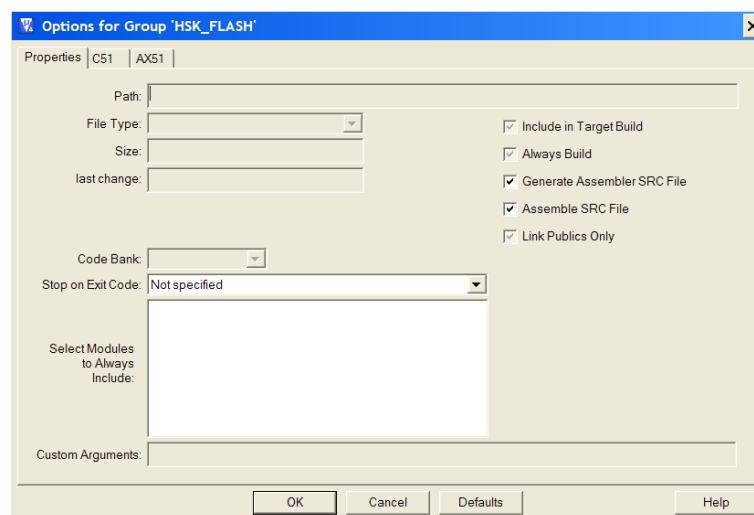 Options for Group 'HSK_FLASH'
Properties C51 AX51
Path:
File Type:
Include in Target Build
Size:
Always Build
last change:
Generate Assembler SRC File
Assemble SRC File
Link Publics Only
Code Bank:
Stop on Exit Code: Not specified
Select Modules
to Always
Include:
Custom Arguments:
OK Cancel Defaults Help